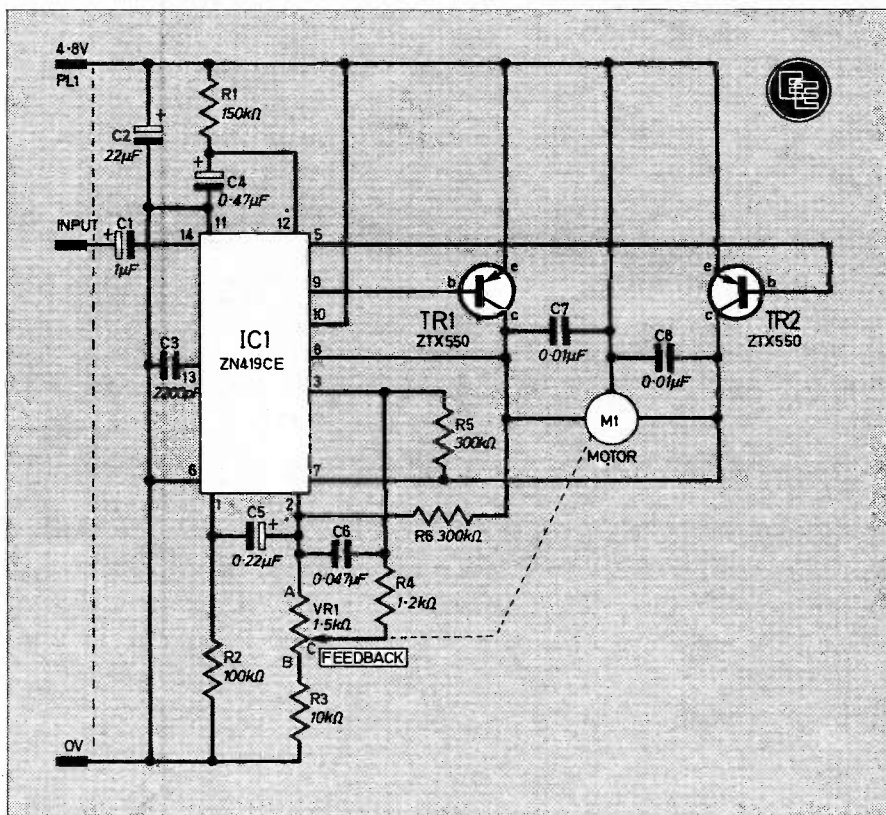 4·8V
PL1
R1
150kΩ
C2
22µF
C4
0·47µF
INPUT
C1
1µF
14
11
12
5
9
10
8
3
7
b
e
c
TR1
ZTX550
e
b
c
TR2
ZTX550
C7
0·01µF
C8
0·01µF
IC1
ZN419CE
C3
13
2200pF
6
1
2
R5
300kΩ
M1
MOTOR
C5
0·22µF
R6 300kΩ
C6
0·047µF
R4
1·2kΩ
A
VR1
1·5kΩ
C
B
FEEDBACK
R2
100kΩ
R3
10kΩ
0V